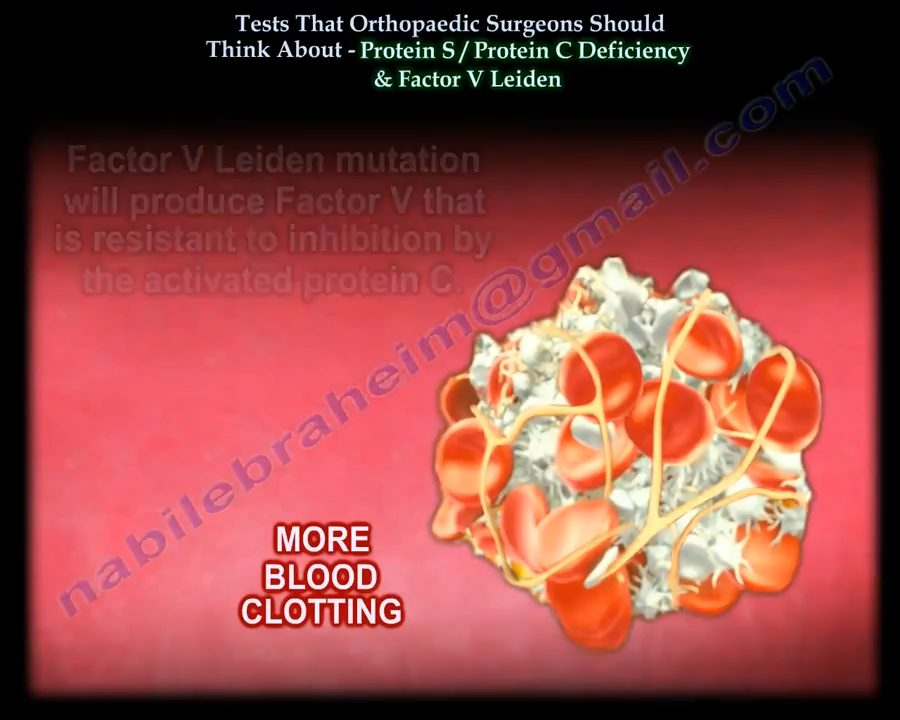 Tests That Orthopaedic Surgeons Should
Think About - Protein S / Protein C Deficiency
& Factor V Leiden
Factor V Leiden mutation
will produce Factor V that
is resistant to inhibition by
the activated protein C.
nabilebraheim@gmail.com
MORE
BLOOD
CLOTTING